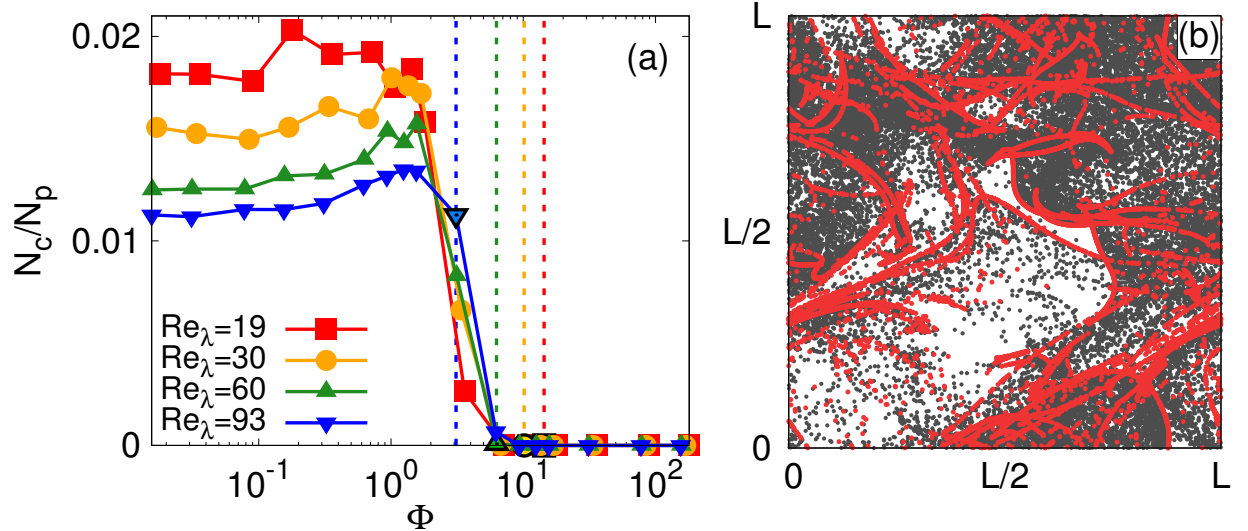 0.02
0.01
0
N_c/N_p
(a)
Re_λ=19
Re_λ=30
Re_λ=60
Re_λ=93
10^-1
10^0
10^1
10^2
Φ
(b)
L
L/2
0
0
L/2
L